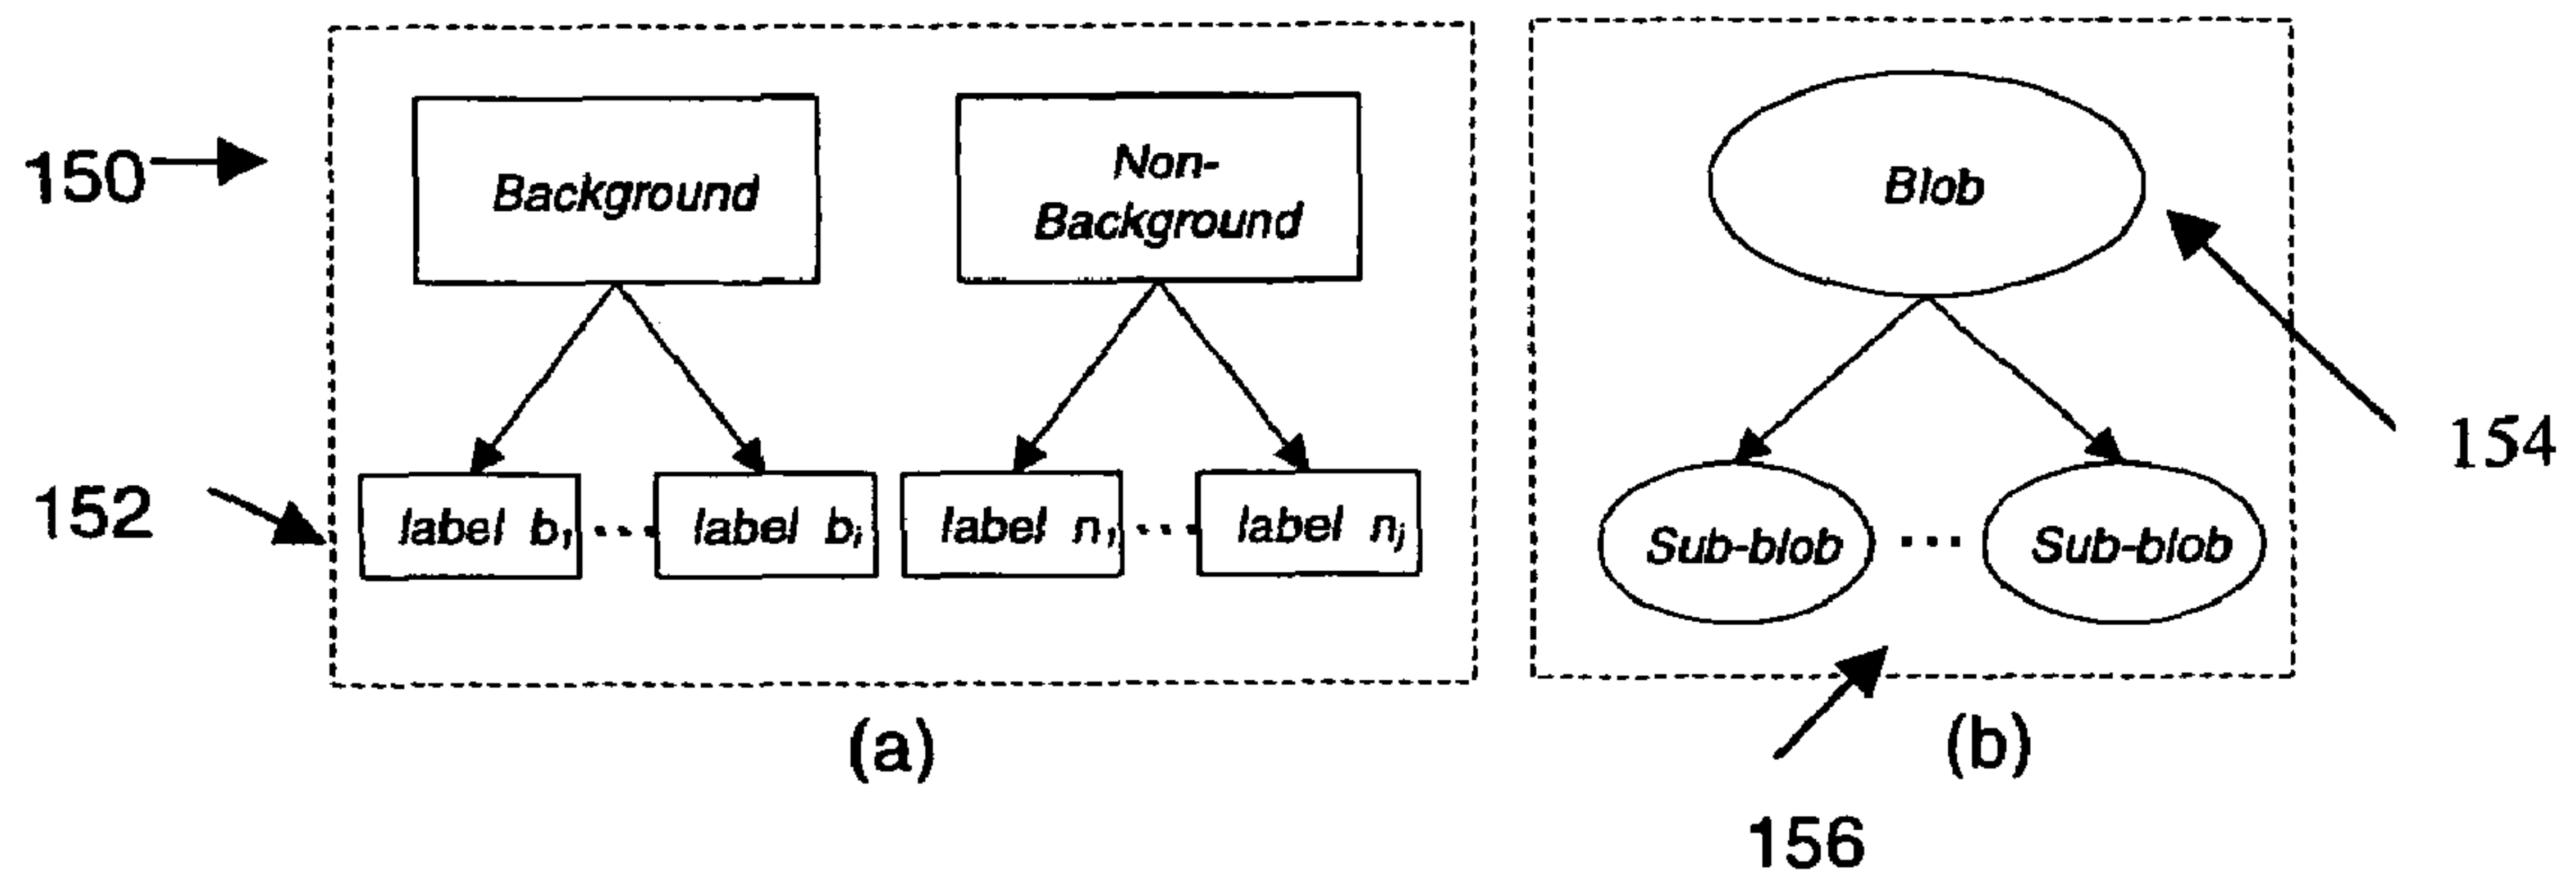 150
Background
Non-
Background
Blob
154
152
label b₁ ... label bᵢ
label n₁ ... label nⱼ
Sub-blob ... Sub-blob
(a)
(b)
156